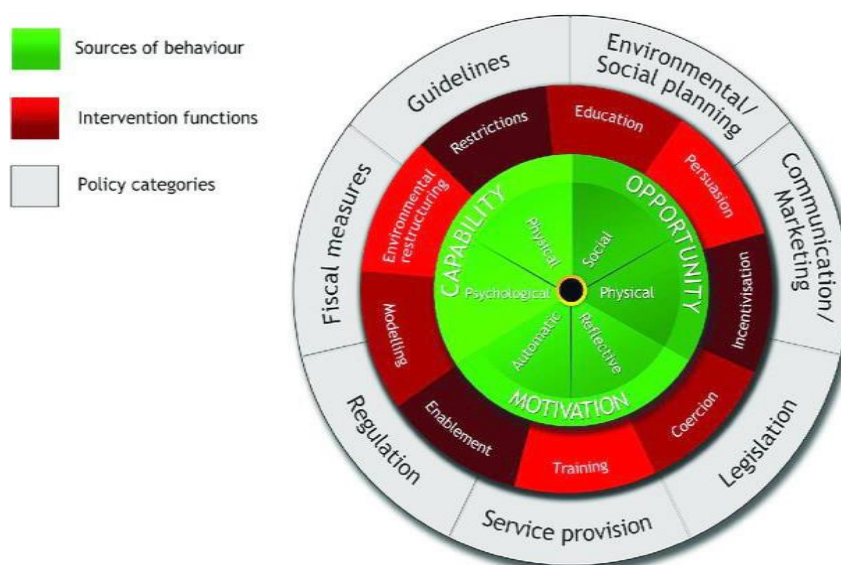 Sources of behaviour
Intervention functions
Policy categories
Guidelines
Environmental/
Social planning
Communication/
Marketing
Legislation
Service provision
Regulation
Fiscal measures
Restrictions
Education
Persuasion
Incentivisation
Coercion
Training
Enablement
Modelling
Environmental
restructuring
CAPABILITY
OPPORTUNITY
MOTIVATION
Physical
Social
Physical
Reflective
Automatic
Psychological